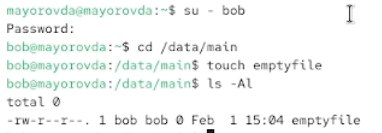 mayorovda@mayorovda:~$ su - bob
Password:
bob@mayorovda:~$ cd /data/main
bob@mayorovda:/data/main$ touch emptyfile
bob@mayorovda:/data/main$ ls -Al
total 0
-rw-r--r--. 1 bob bob 0 Feb  1 15:04 emptyfile